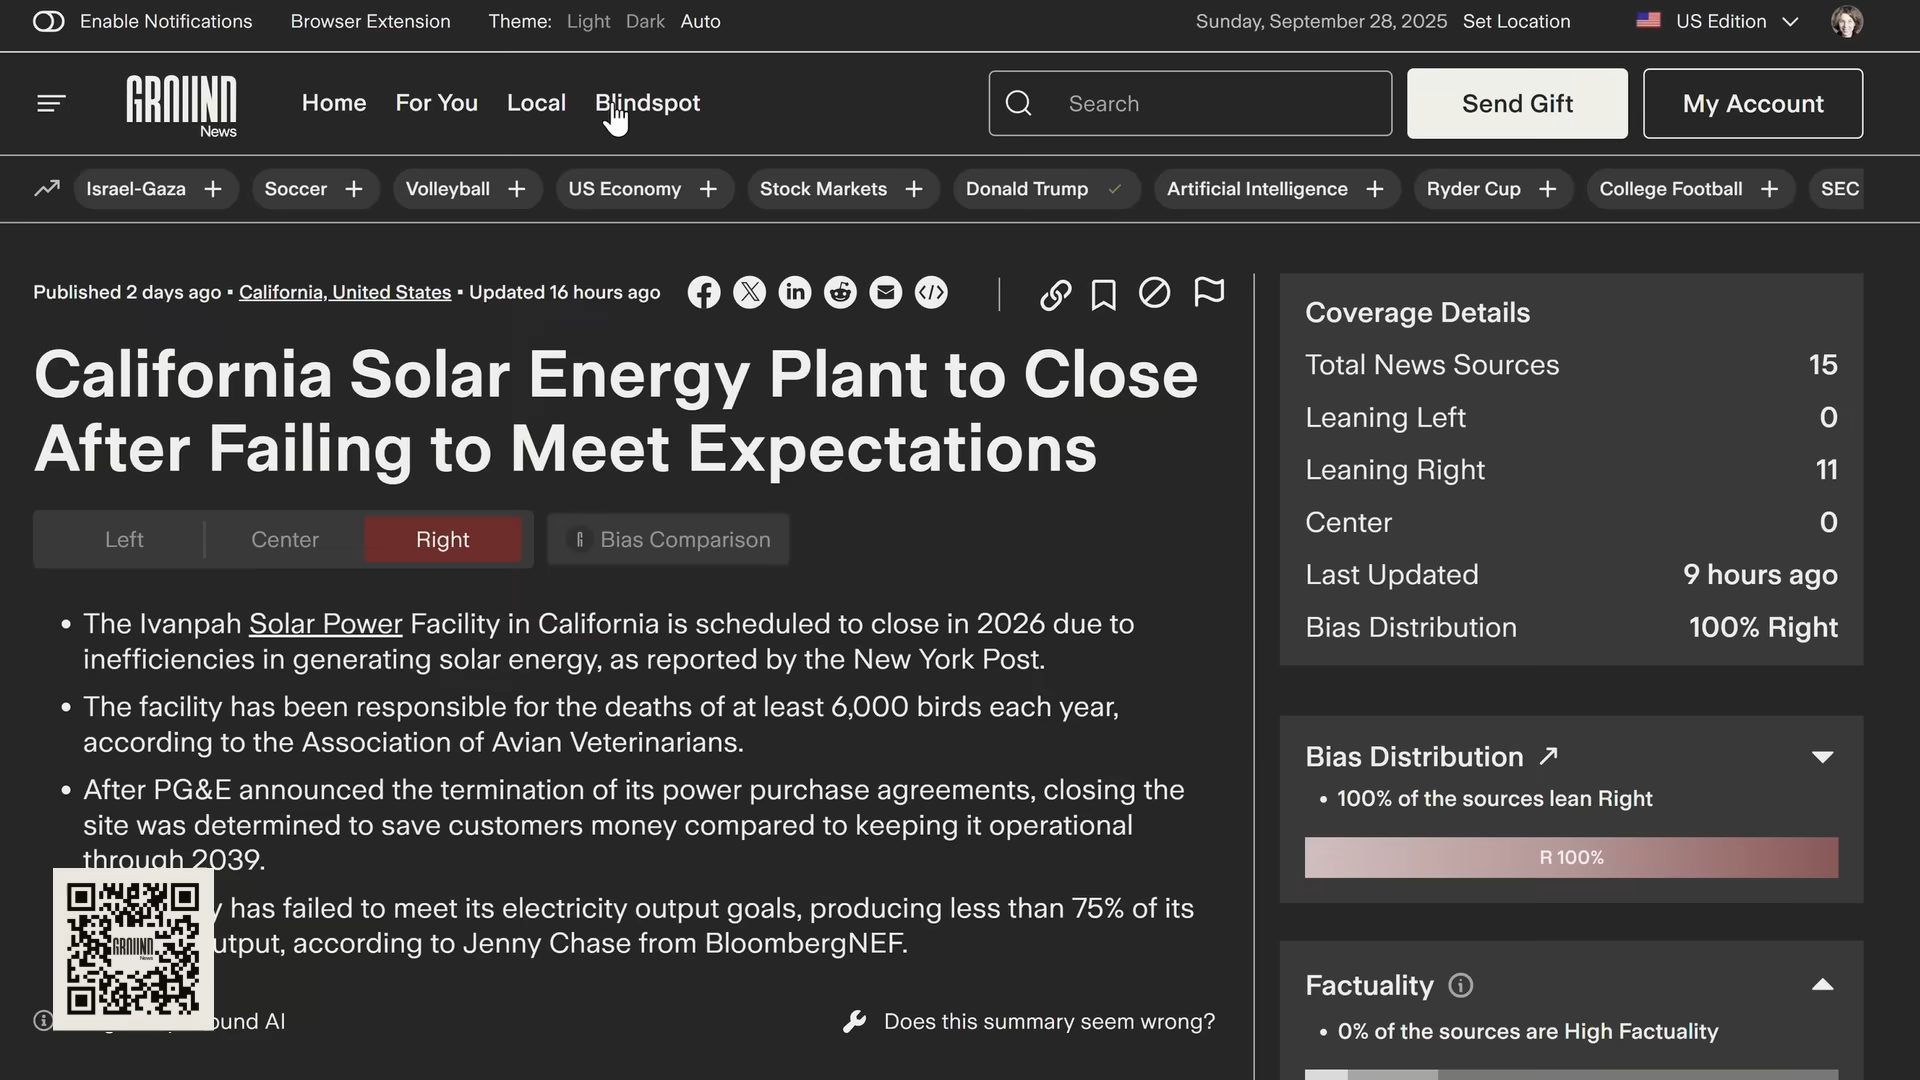 Enable Notifications Browser Extension Theme: Light Dark Auto Sunday, September 28, 2025 Set Location US Edition
GROUND News Home For You Local Blindspot Search Send Gift My Account
Israel-Gaza + Soccer + Volleyball + US Economy + Stock Markets + Donald Trump ✓ Artificial Intelligence + Ryder Cup + College Football + SEC
Published 2 days ago • California, United States • Updated 16 hours ago
California Solar Energy Plant to Close
After Failing to Meet Expectations
Left Center Right Bias Comparison
• The Ivanpah Solar Power Facility in California is scheduled to close in 2026 due to
inefficiencies in generating solar energy, as reported by the New York Post.
• The facility has been responsible for the deaths of at least 6,000 birds each year,
according to the Association of Avian Veterinarians.
• After PG&E announced the termination of its power purchase agreements, closing the
site was determined to save customers money compared to keeping it operational
through 2039.
has failed to meet its electricity output goals, producing less than 75% of its
according to Jenny Chase from BloombergNEF.
GROUND News
AI
Does this summary seem wrong?
Coverage Details
Total News Sources 15
Leaning Left 0
Leaning Right 11
Center 0
Last Updated 9 hours ago
Bias Distribution 100% Right
Bias Distribution
• 100% of the sources lean Right
R 100%
Factuality
• 0% of the sources are High Factuality